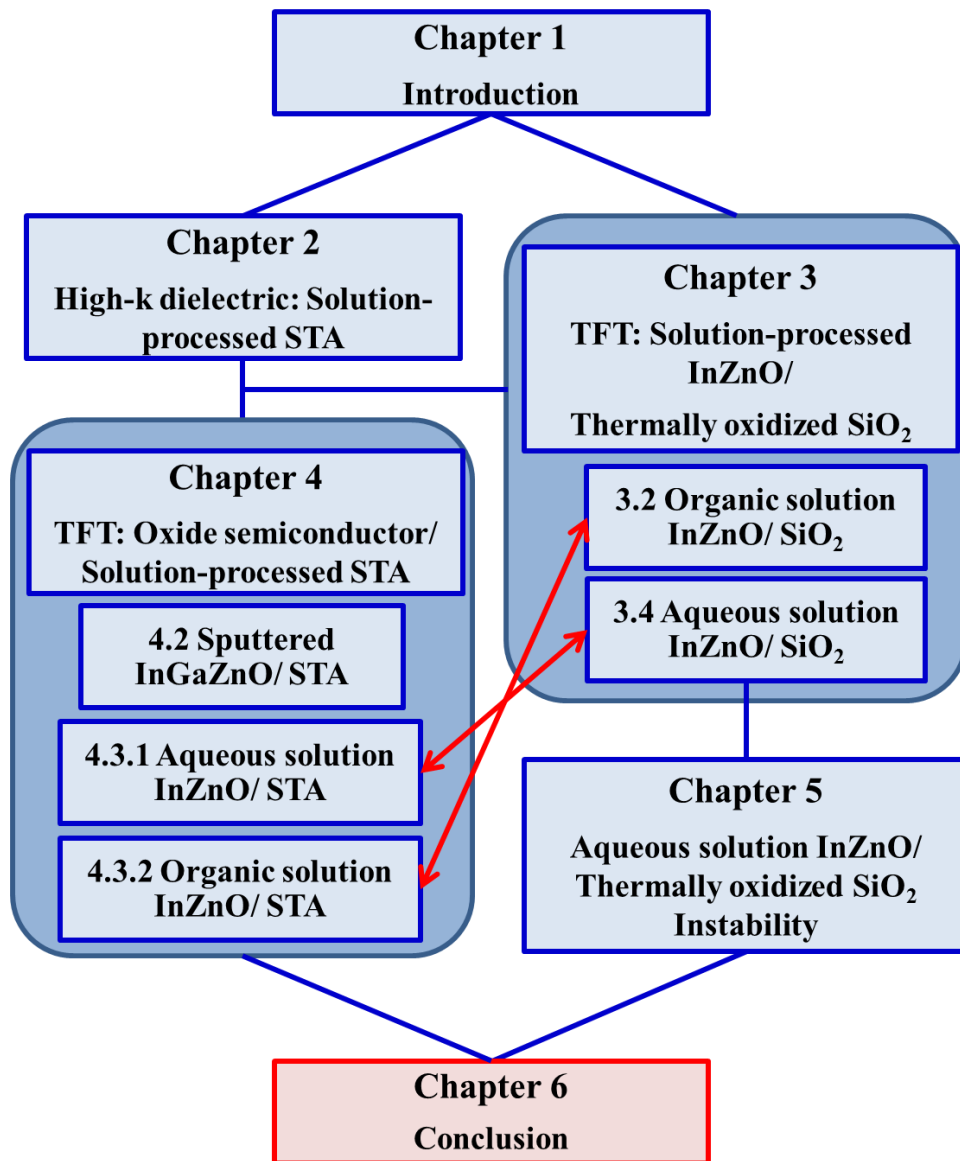 Chapter 1
Introduction
Chapter 2
High-k dielectric: Solution-
processed STA
Chapter 3
TFT: Solution-processed
InZnO/
Thermally oxidized SiO₂
3.2 Organic solution
InZnO/ SiO₂
3.4 Aqueous solution
InZnO/ SiO₂
Chapter 4
TFT: Oxide semiconductor/
Solution-processed STA
4.2 Sputtered
InGaZnO/ STA
4.3.1 Aqueous solution
InZnO/ STA
4.3.2 Organic solution
InZnO/ STA
Chapter 5
Aqueous solution InZnO/
Thermally oxidized SiO₂
Instability
Chapter 6
Conclusion